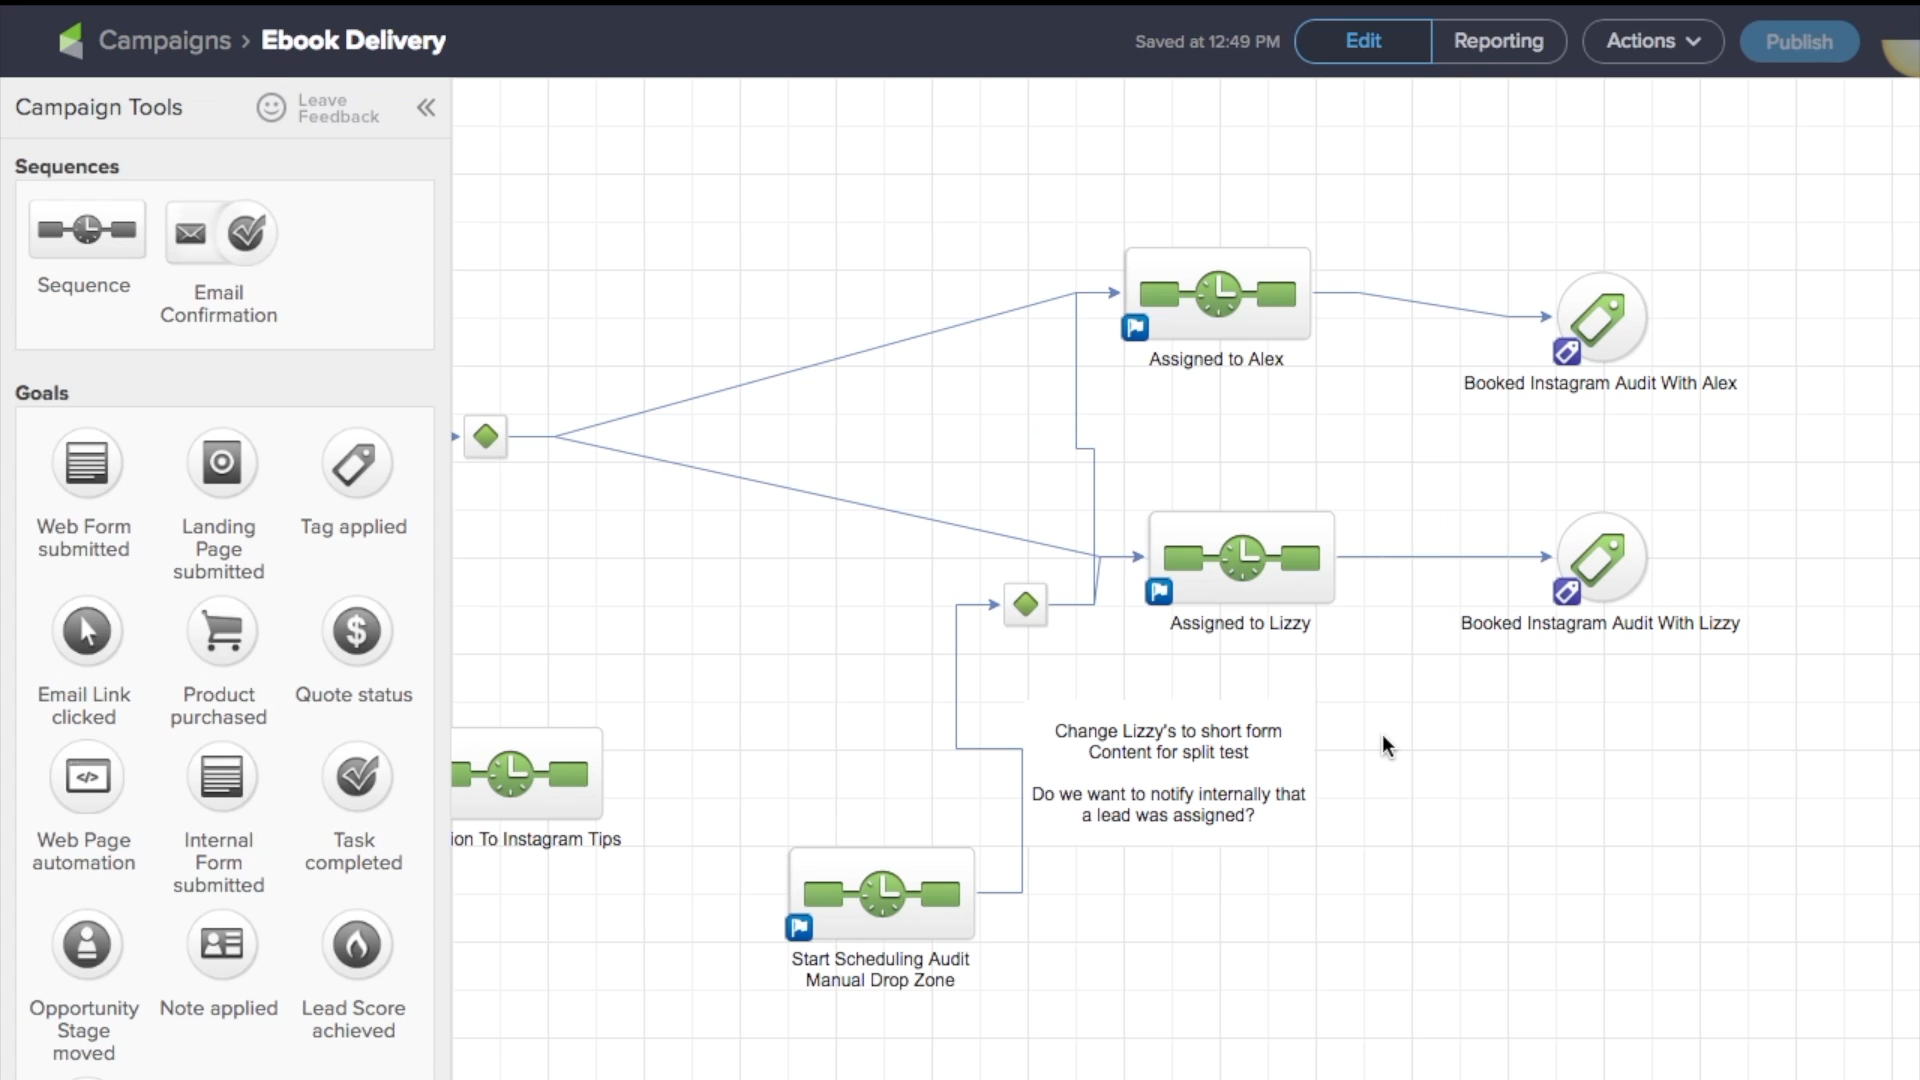 Campaigns › Ebook Delivery
Saved at 12:49 PM
Edit
Reporting
Actions
Publish
Campaign Tools
Leave
Feedback
Sequences
Sequence
Email
Confirmation
Goals
Web Form
submitted
Landing
Page
submitted
Tag applied
Email Link
clicked
Product
purchased
Quote status
Web Page
automation
Internal
Form
submitted
Task
completed
Opportunity
Stage
moved
Note applied
Lead Score
achieved
Assigned to Alex
Booked Instagram Audit With Alex
Assigned to Lizzy
Booked Instagram Audit With Lizzy
Change Lizzy's to short form
Content for split test
Do we want to notify internally that
a lead was assigned?
ion To Instagram Tips
Start Scheduling Audit
Manual Drop Zone